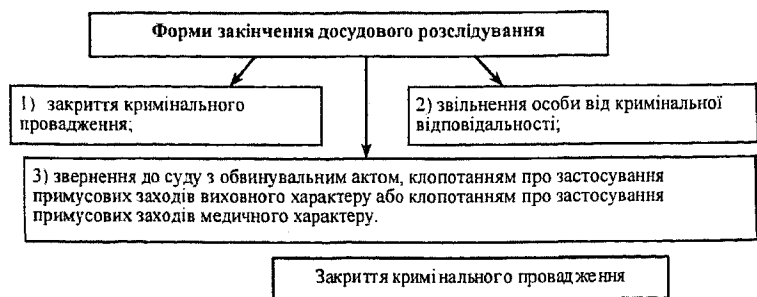 Форми закінчення досудового розслідування
1) закриття кримінального
провадження;
2) звільнення особи від кримінальної
відповідальності;
3) звернення до суду з обвинувальним актом, клопотанням про застосування
примусових заходів виховного характеру або клопотанням про застосування
примусових заходів медичного характеру.
Закриття кримінального провадження